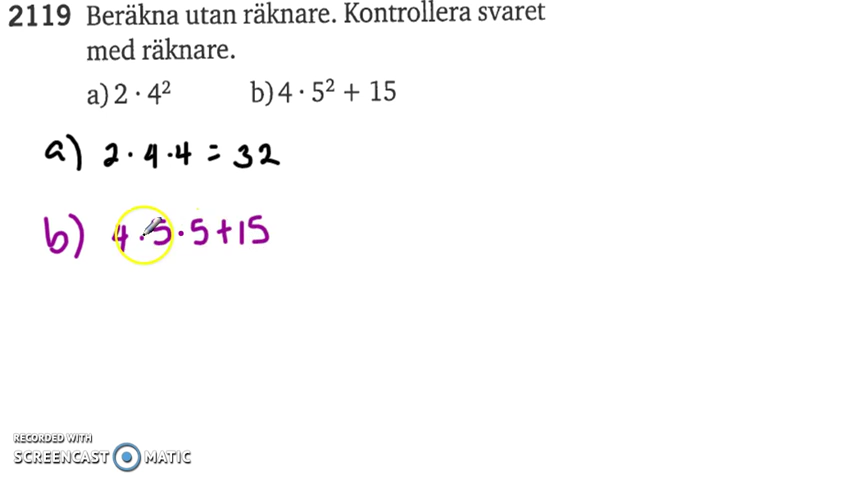 2119 Beräkna utan räknare. Kontrollera svaret
med räknare.
a) 2 · 4² b) 4 · 5² + 15
a) 2 · 4 · 4 = 32
b) 4 · 5 · 5 + 15
RECORDED WITH
SCREENCAST MATIC